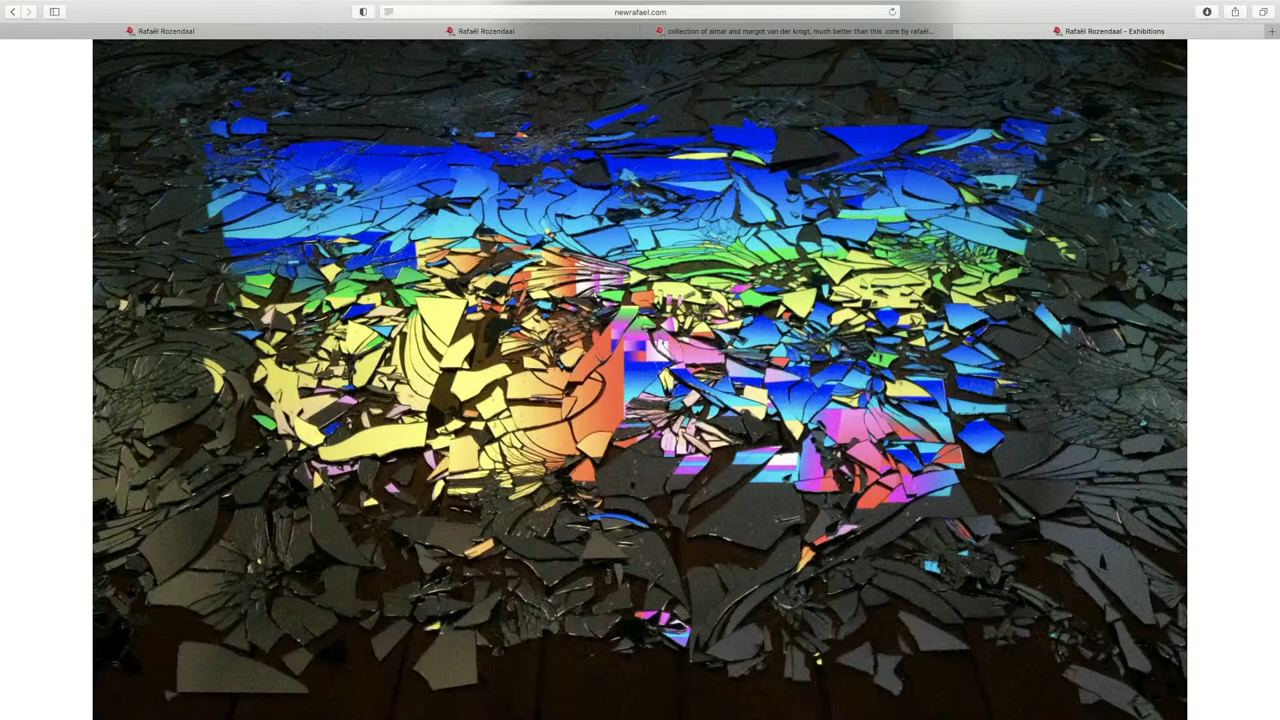 newrafael.com
Rafaël Rozendaal
Rafaël Rozendaal
collection of almar and margot van der krogt, much better than this .com by rafaël...
Rafaël Rozendaal - Exhibitions